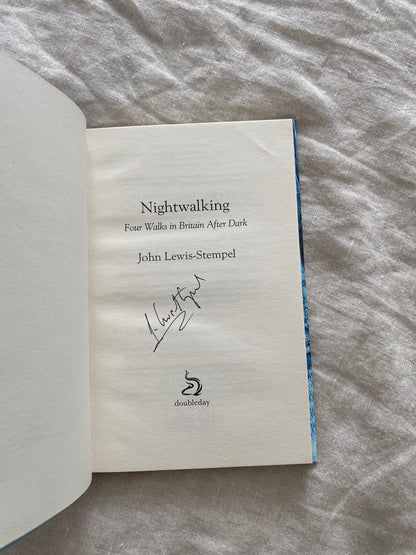 Nightwalking
Four Walks in Britain After Dark
John Lewis-Stempel
doubleday